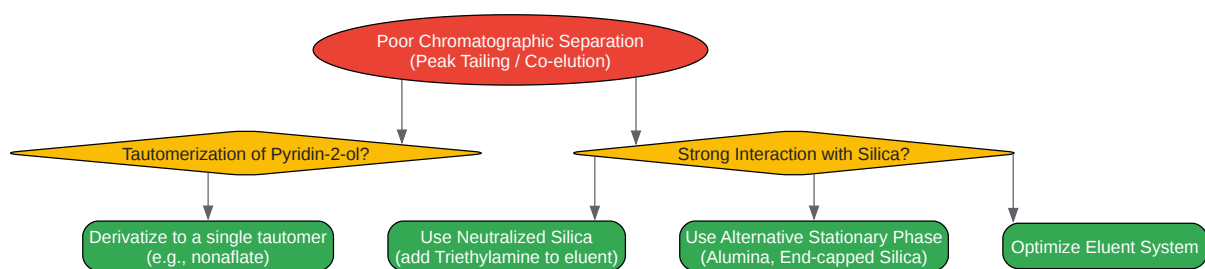 Poor Chromatographic Separation
(Peak Tailing / Co-elution)
Tautomerization of Pyridin-2-ol?
Strong Interaction with Silica?
Derivatize to a single tautomer
(e.g., nonaflate)
Use Neutralized Silica
(add Triethylamine to eluent)
Use Alternative Stationary Phase
(Alumina, End-capped Silica)
Optimize Eluent System